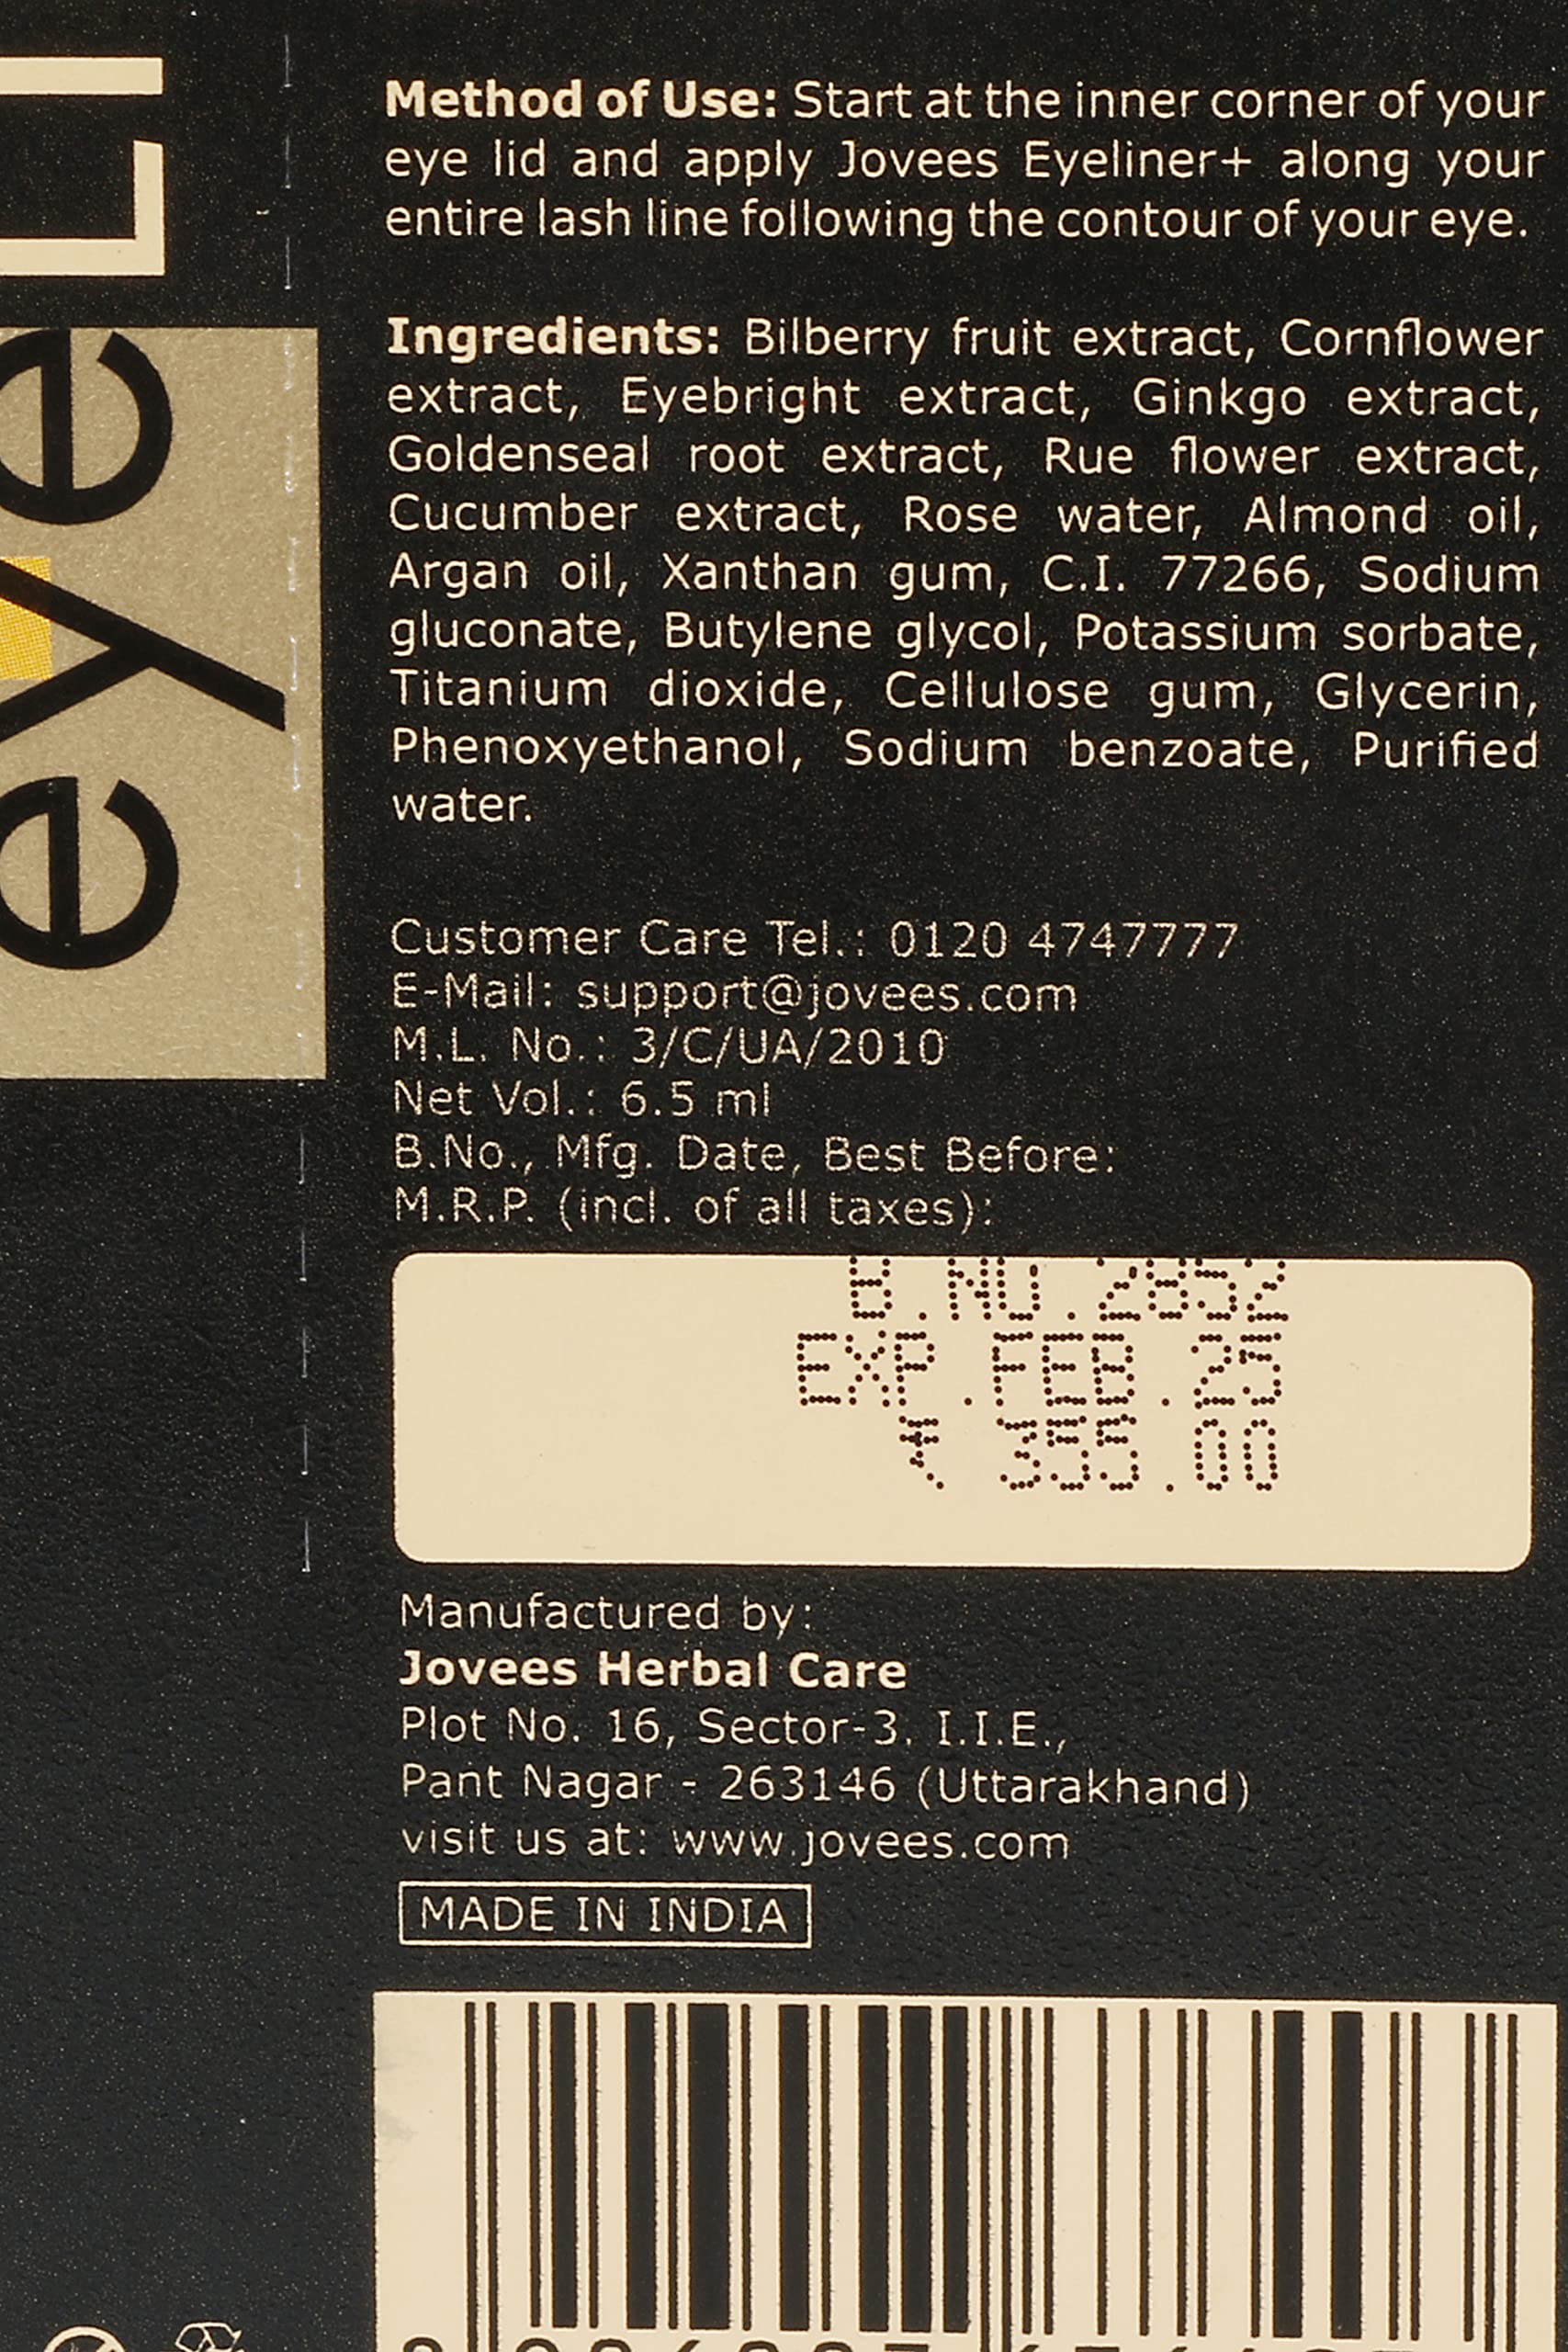 eyeLI
Method of Use: Start at the inner corner of your
eye lid and apply Jovees Eyeliner+ along your
entire lash line following the contour of your eye.
Ingredients: Bilberry fruit extract, Cornflower
extract, Eyebright extract, Ginkgo extract,
Goldenseal root extract, Rue flower extract,
Cucumber extract, Rose water, Almond oil,
Argan oil, Xanthan gum, C.I. 77266, Sodium
gluconate, Butylene glycol, Potassium sorbate,
Titanium dioxide, Cellulose gum, Glycerin,
Phenoxyethanol, Sodium benzoate, Purified
water.
Customer Care Tel.: 0120 4747777
E-Mail: support@jovees.com
M.L. No.: 3/C/UA/2010
Net Vol.: 6.5 ml
B.No., Mfg. Date, Best Before:
M.R.P. (incl. of all taxes):
B.NO.2852
EXP.FEB.25
₹ 355.00
Manufactured by:
Jovees Herbal Care
Plot No. 16, Sector-3, I.I.E.,
Pant Nagar - 263146 (Uttarakhand)
visit us at: www.jovees.com
MADE IN INDIA